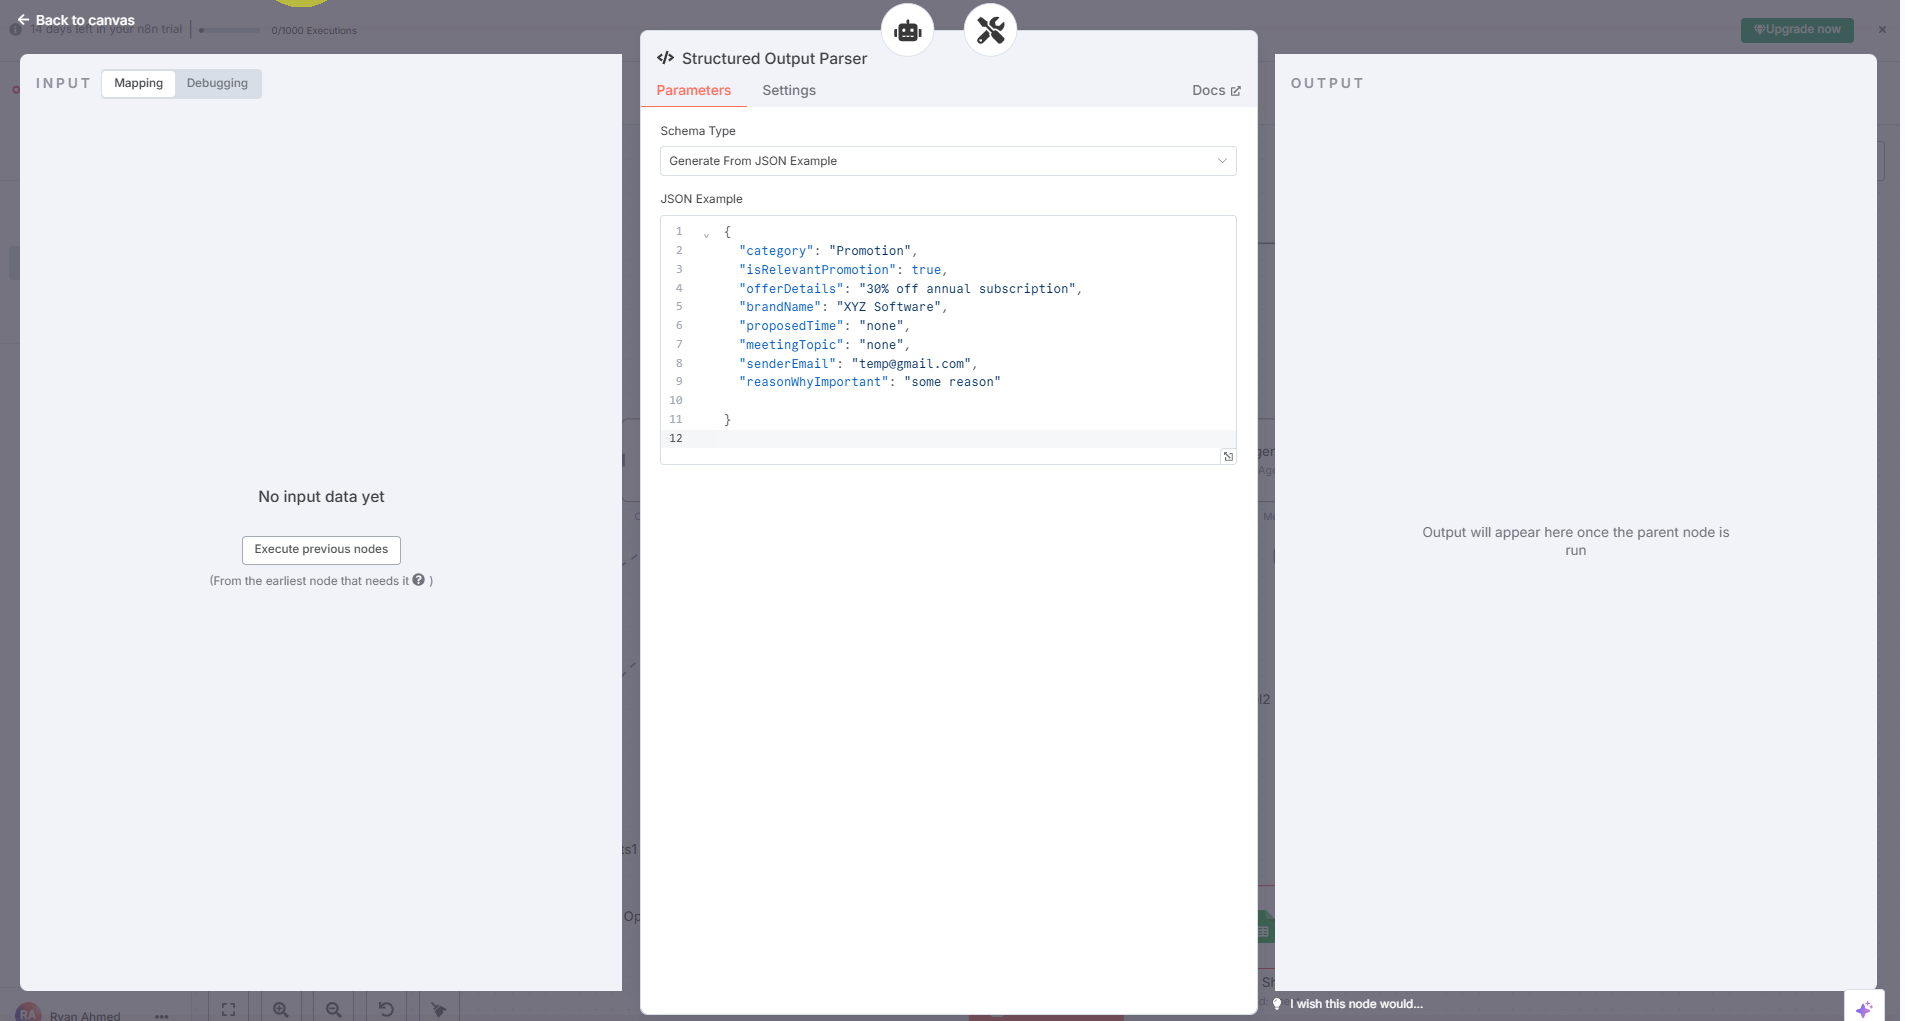 Back to canvas
14 days left in your n8n trial
0/1000 Executions
Upgrade now
INPUT
Mapping
Debugging
No input data yet
Execute previous nodes
(From the earliest node that needs it ? )
Structured Output Parser
Parameters
Settings
Docs
Schema Type
Generate From JSON Example
JSON Example
1 {
2 "category": "Promotion",
3 "isRelevantPromotion": true,
4 "offerDetails": "30% off annual subscription",
5 "brandName": "XYZ Software",
6 "proposedTime": "none",
7 "meetingTopic": "none",
8 "senderEmail": "temp@gmail.com",
9 "reasonWhyImportant": "some reason"
10
11 }
12
OUTPUT
Output will appear here once the parent node is
run
I wish this node would...
RA
Ryan Ahmed